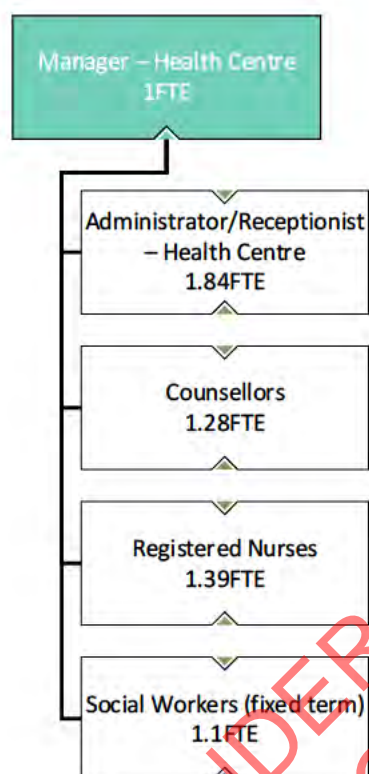 Manager – Health Centre
1FTE
Administrator/Receptionist
– Health Centre
1.84FTE
Counsellors
1.28FTE
Registered Nurses
1.39FTE
Social Workers (fixed term)
1.1FTE